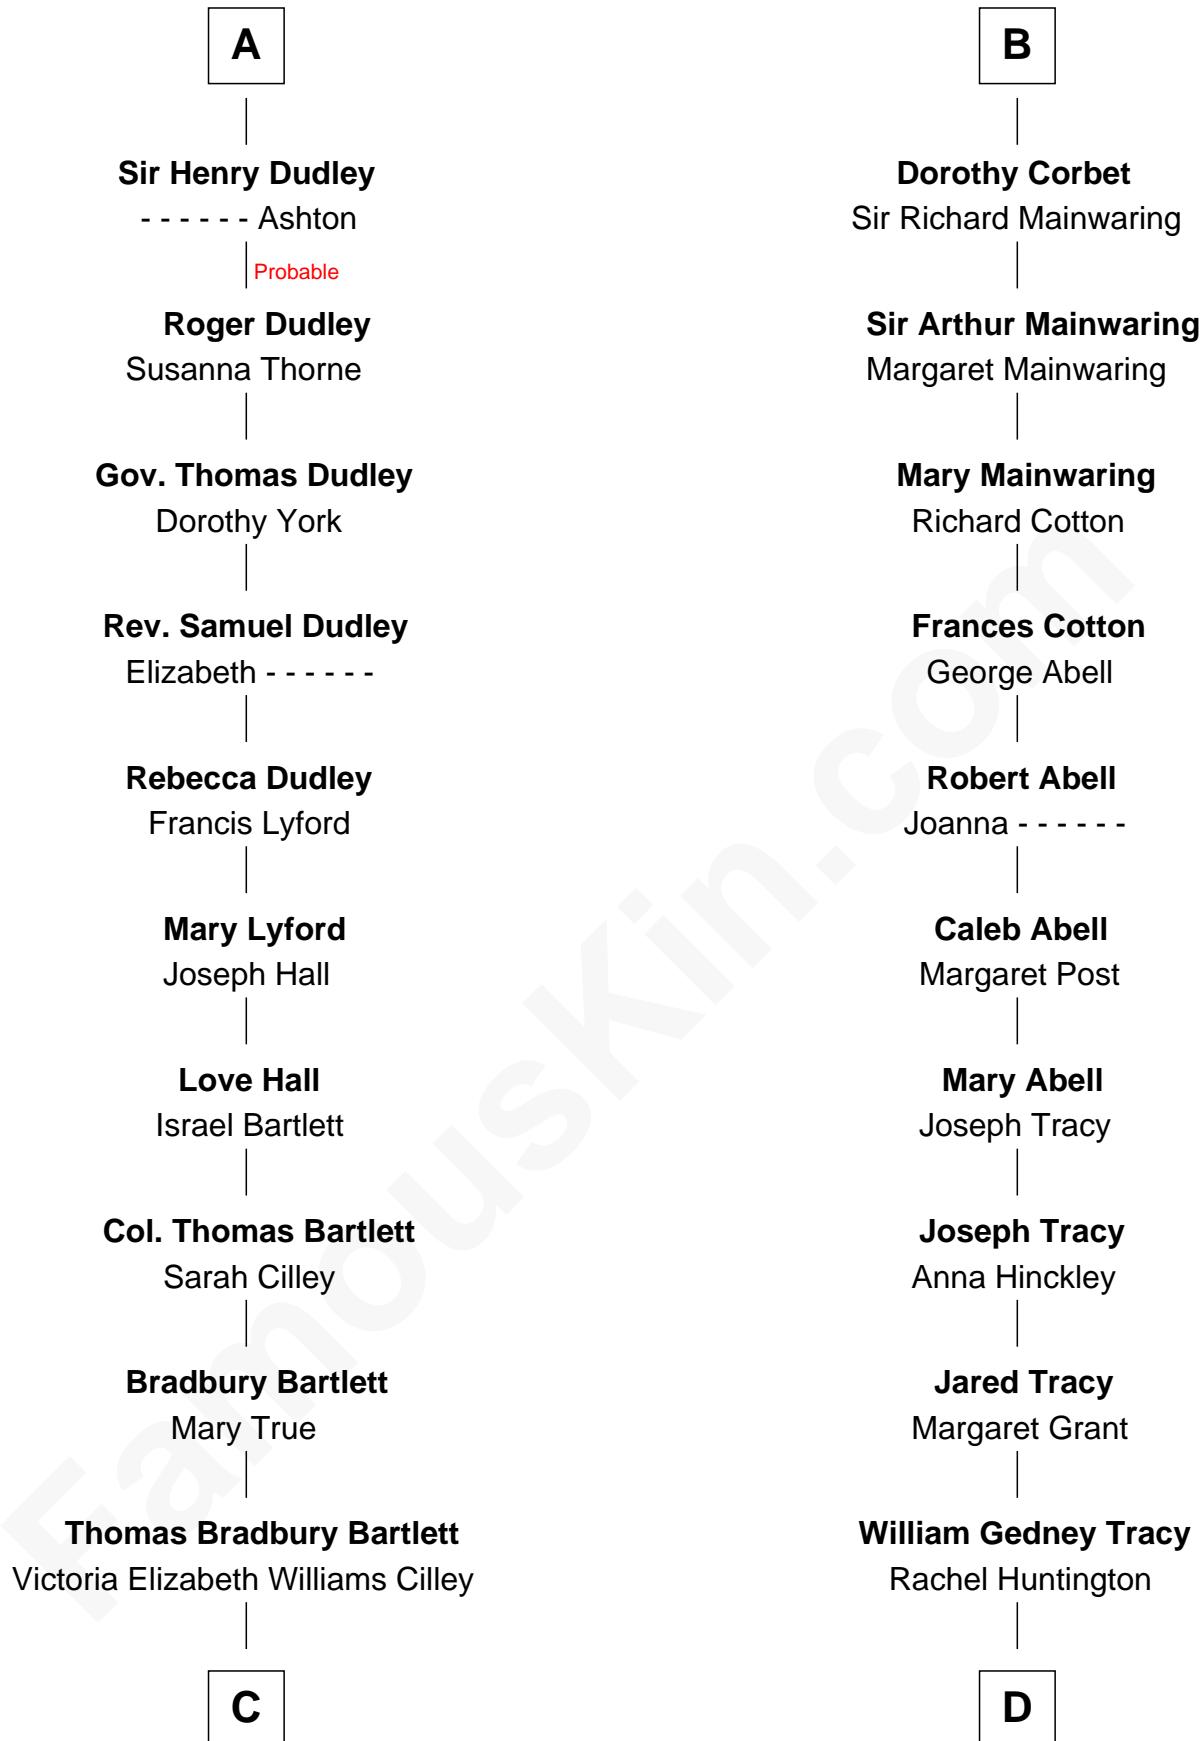 A
Sir Henry Dudley
- - - - - - Ashton
Probable
Roger Dudley
Susanna Thorne
Gov. Thomas Dudley
Dorothy York
Rev. Samuel Dudley
Elizabeth - - - - - -
Rebecca Dudley
Francis Lyford
Mary Lyford
Joseph Hall
Love Hall
Israel Bartlett
Col. Thomas Bartlett
Sarah Cilley
Bradbury Bartlett
Mary True
Thomas Bradbury Bartlett
Victoria Elizabeth Williams Cilley
C
B
Dorothy Corbet
Sir Richard Mainwaring
Sir Arthur Mainwaring
Margaret Mainwaring
Mary Mainwaring
Richard Cotton
Frances Cotton
George Abell
Robert Abell
Joanna - - - - - -
Caleb Abell
Margaret Post
Mary Abell
Joseph Tracy
Joseph Tracy
Anna Hinckley
Jared Tracy
Margaret Grant
William Gedney Tracy
Rachel Huntington
D
FamousKin.com